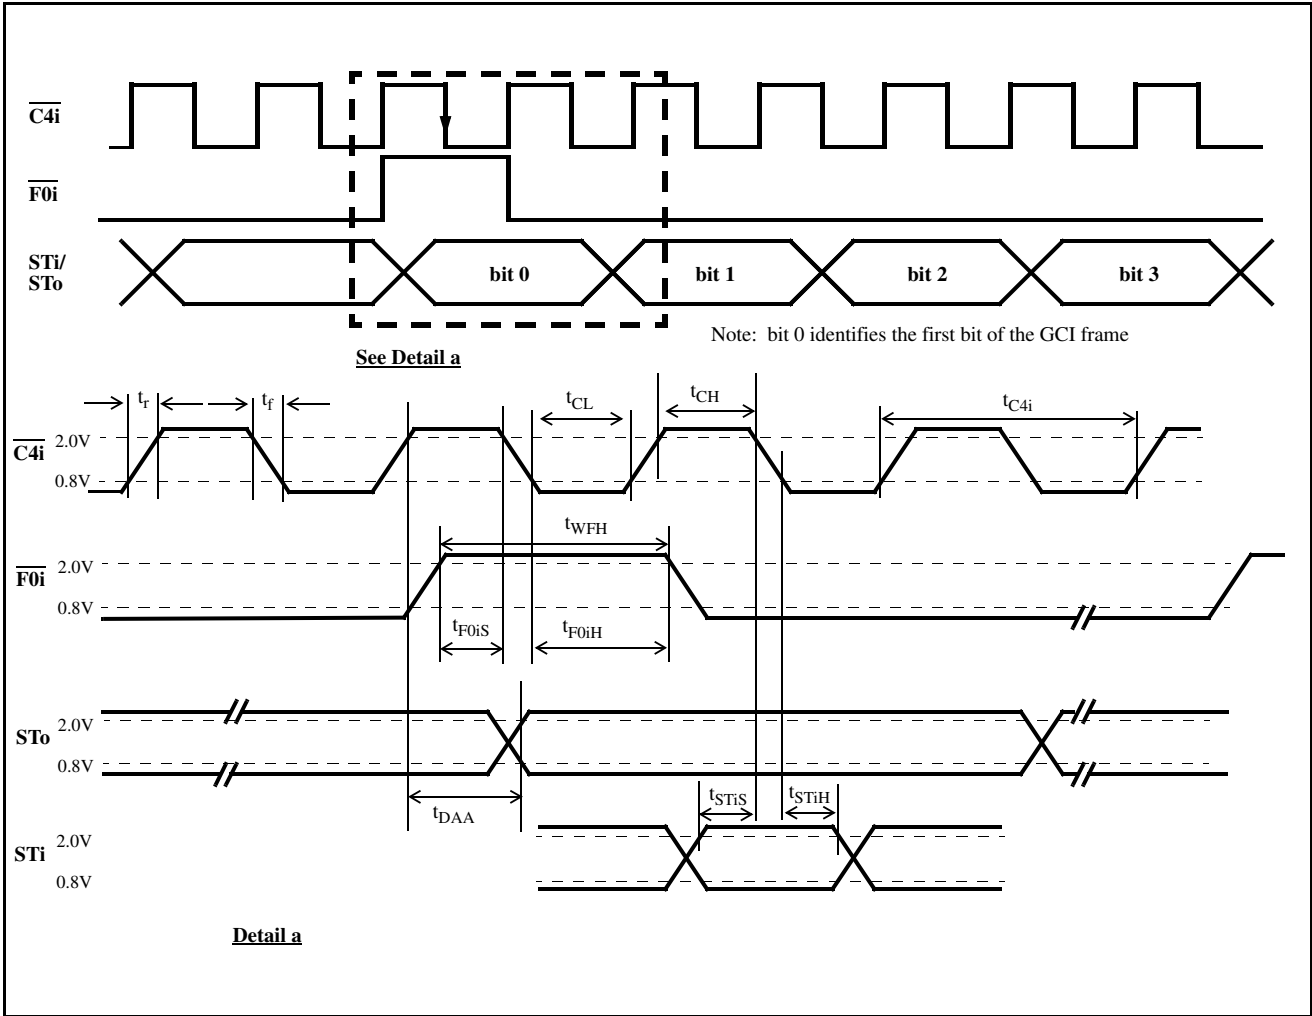 C4i
F0i
STi/
STo
bit 0 bit 1 bit 2 bit 3
Note: bit 0 identifies the first bit of the GCI frame
See Detail a
tr tf tCL tCH tC4i
C4i 2.0V
0.8V
tWFH
F0i 2.0V
0.8V
tF0iS tF0iH
STo 2.0V
0.8V
tDAA tSTiS tSTiH
STi 2.0V
0.8V
Detail a